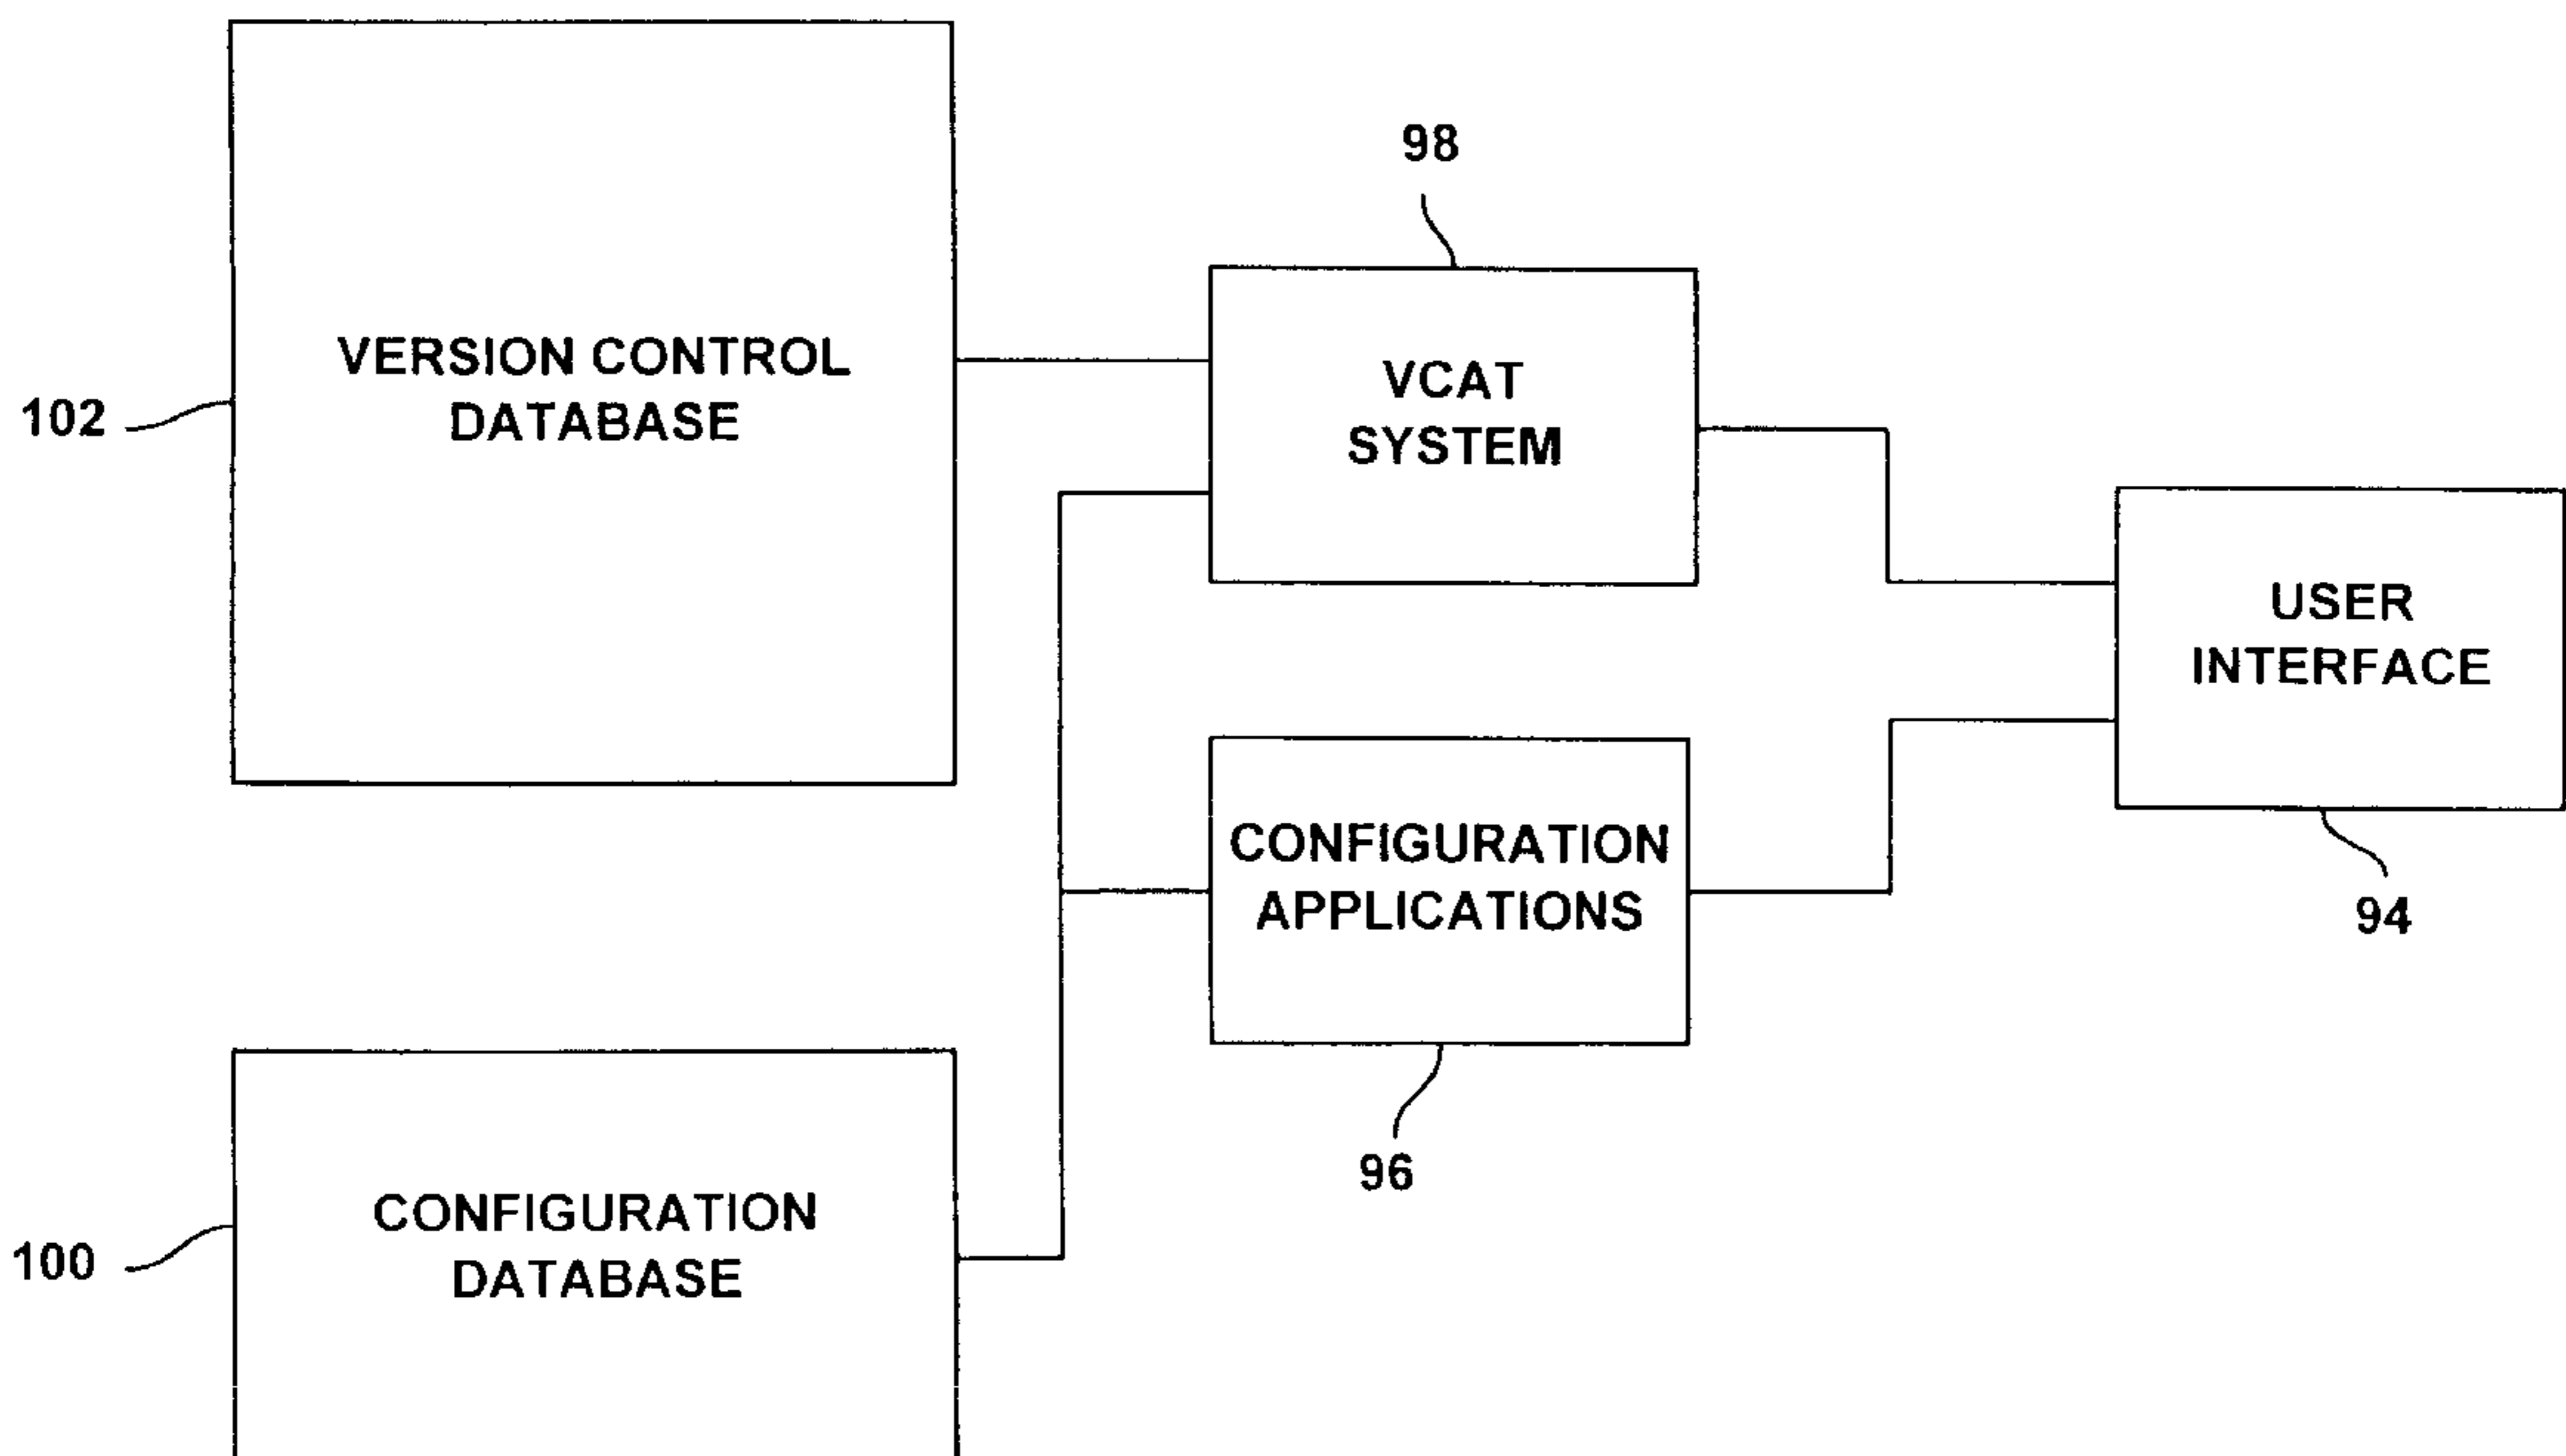 98
VERSION CONTROL
DATABASE
102
VCAT
SYSTEM
USER
INTERFACE
94
CONFIGURATION
APPLICATIONS
96
CONFIGURATION
DATABASE
100